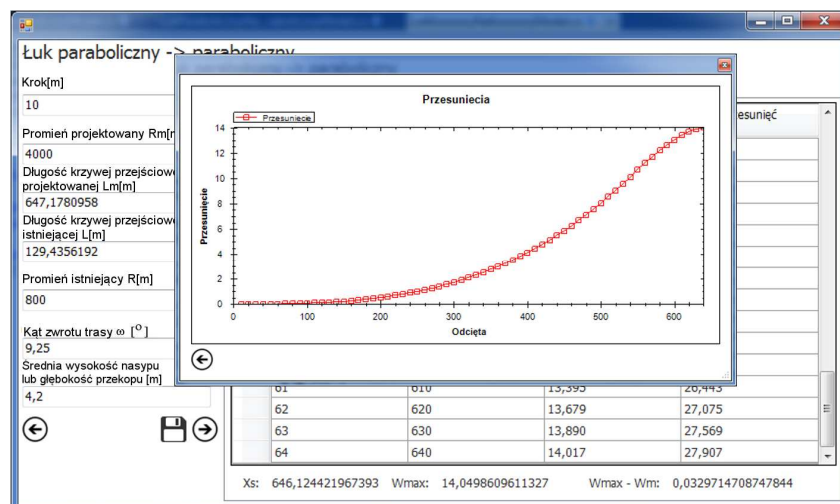 Łuk paraboliczny -> paraboliczny
Krok[m]
10
Promień projektowany Rm[m
4000
Długość krzywej przejściowe
projektowanej Lm[m]
647,1780958
Długość krzywej przejściowe
istniejącej L[m]
129,4356192
Promień istniejący R[m]
800
Kąt zwrotu trasy ω [°]
9,25
Średnia wysokość nasypu
lub głębokość przekopu [m]
4,2
Przesuniecia
Przesuniecie
Przesunięcie
14
12
10
8
6
4
2
0
0 100 200 300 400 500 600
Odcięta
esunięć
61 610 13,395 26,443
62 620 13,679 27,075
63 630 13,890 27,569
64 640 14,017 27,907
Xs: 646,124421967393 Wmax: 14,0498609611327 Wmax - Wm: 0,0329714708747844